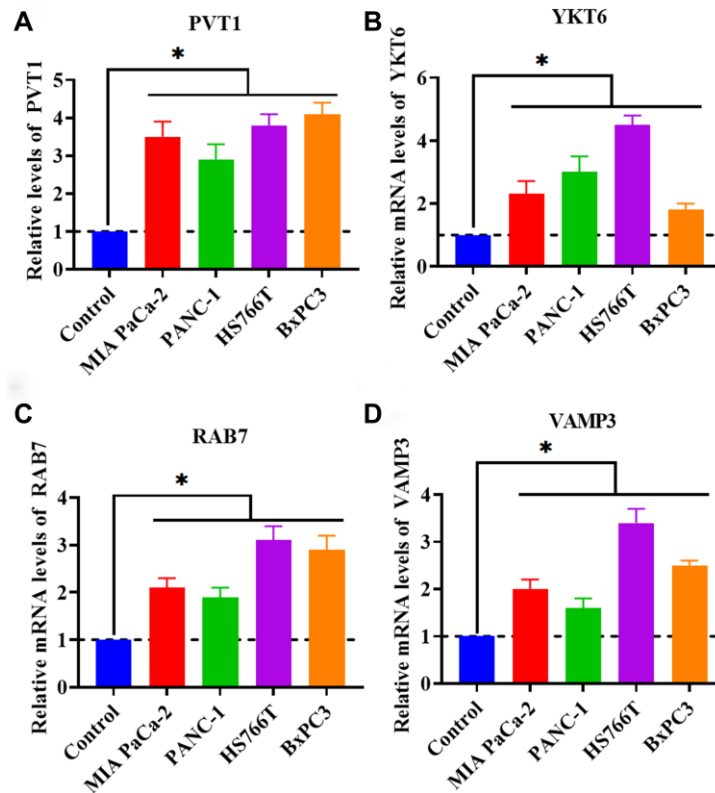 A
PVT1
*
Relative levels of PVT1
5
4
3
2
1
0
Control
MIA PaCa-2
PANC-1
HS766T
BxPC3
B
YKT6
*
Relative mRNA levels of YKT6
6
4
2
0
Control
MIA PaCa-2
PANC-1
HS766T
BxPC3
C
RAB7
*
Relative mRNA levels of RAB7
4
3
2
1
0
Control
MIA PaCa-2
PANC-1
HS766T
BxPC3
D
VAMP3
*
Relative mRNA levels of VAMP3
4
3
2
1
0
Control
MIA PaCa-2
PANC-1
HS766T
BxPC3